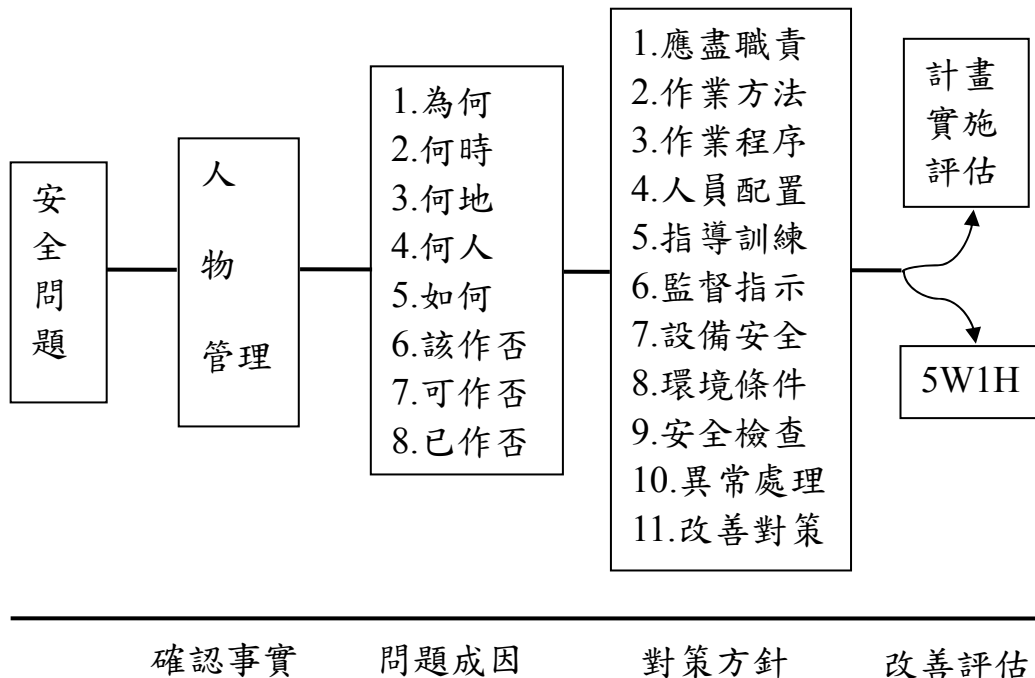 安
全
問
題
人
物
管理
1.為何
2.何時
3.何地
4.何人
5.如何
6.該作否
7.可作否
8.已作否
1.應盡職責
2.作業方法
3.作業程序
4.人員配置
5.指導訓練
6.監督指示
7.設備安全
8.環境條件
9.安全檢查
10.異常處理
11.改善對策
計畫
實施
評估
5W1H
確認事實
問題成因
對策方針
改善評估